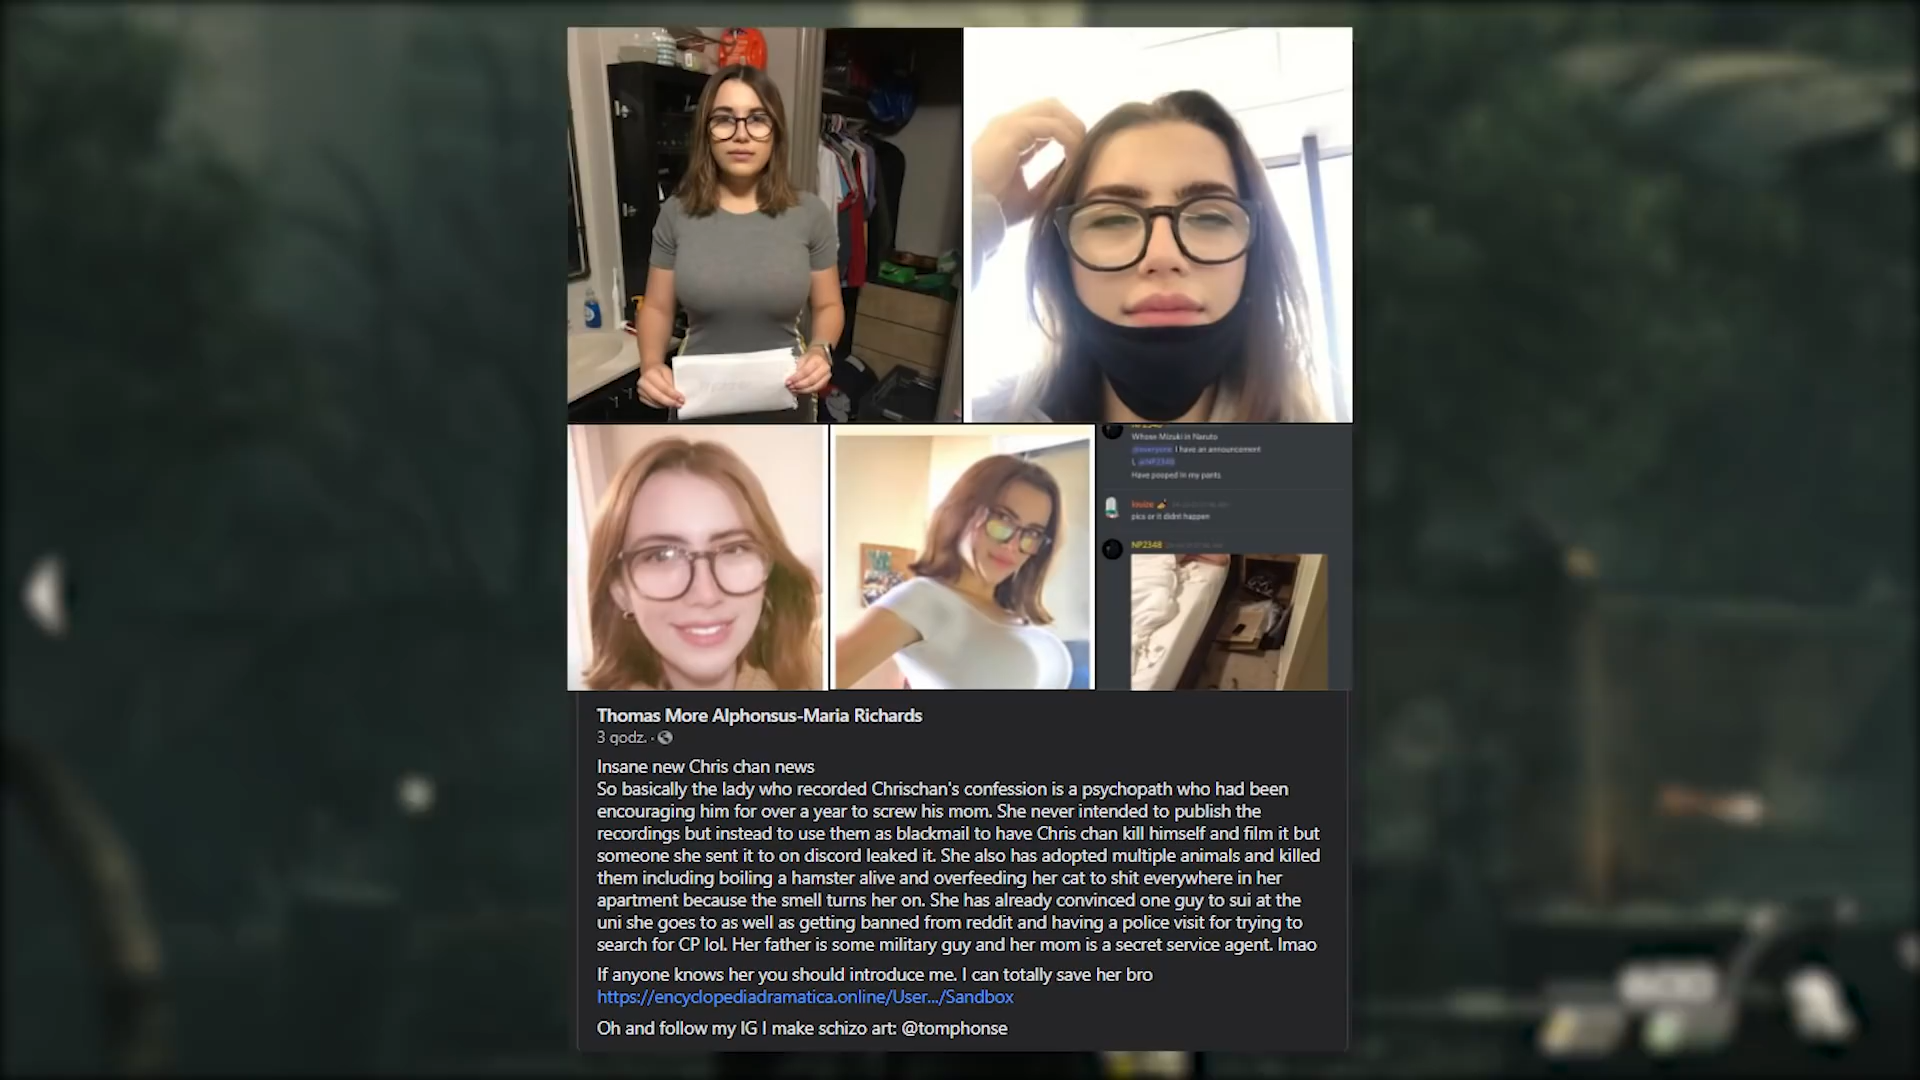 Whose Mizuki in Naruto
@everyone I have an announcement
I, @NP2348
Have pooped in my pants
pics or it didnt happen
NP2348
Thomas More Alphonsus-Maria Richards
3 godz. ·
Insane new Chris chan news
So basically the lady who recorded Chrischan's confession is a psychopath who had been
encouraging him for over a year to screw his mom. She never intended to publish the
recordings but instead to use them as blackmail to have Chris chan kill himself and film it but
someone she sent it to on discord leaked it. She also has adopted multiple animals and killed
them including boiling a hamster alive and overfeeding her cat to shit everywhere in her
apartment because the smell turns her on. She has already convinced one guy to sui at the
uni she goes to as well as getting banned from reddit and having a police visit for trying to
search for CP lol. Her father is some military guy and her mom is a secret service agent. lmao
If anyone knows her you should introduce me. I can totally save her bro
https://encyclopediadramatica.online/User.../Sandbox
Oh and follow my IG I make schizo art: @tomphonse